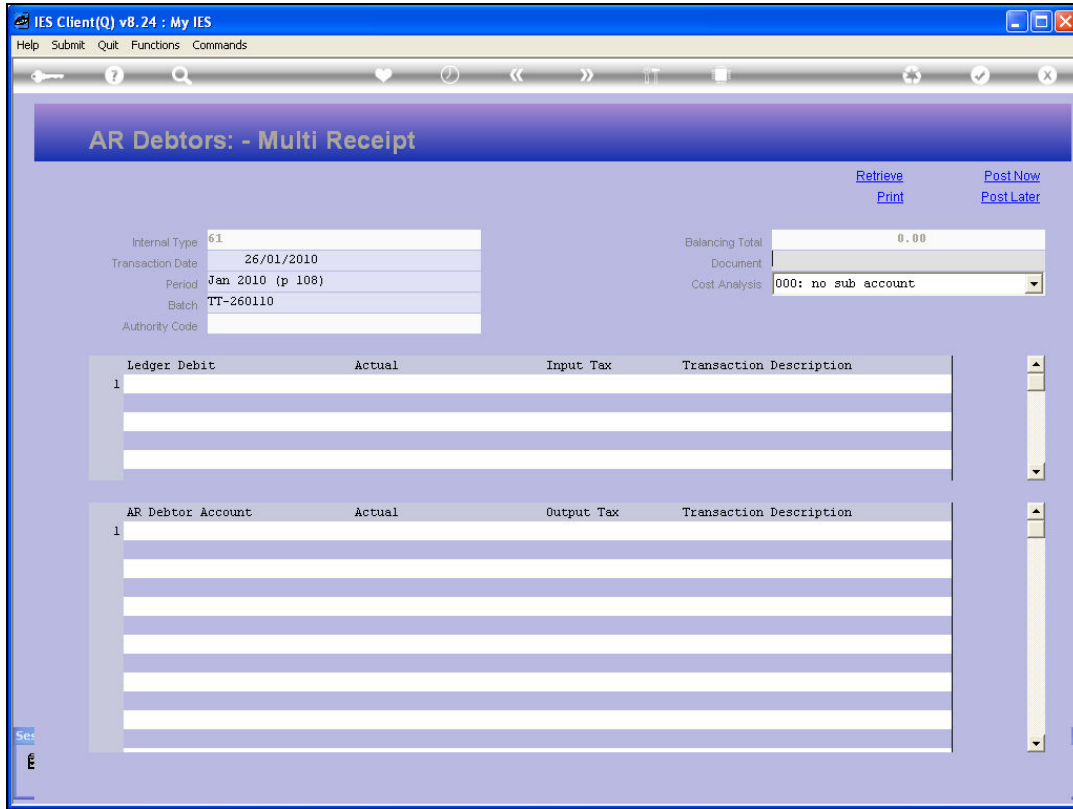 IES Client(Q) v8.24 : My IES
Help Submit Quit Functions Commands
AR Debtors: - Multi Receipt
Retrieve Post Now
Print Post Later
Internal Type 61
Transaction Date 26/01/2010
Period Jan 2010 (p 108)
Batch TT-260110
Authority Code
Balancing Total 0.00
Document
Cost Analysis 000: no sub account
Ledger Debit Actual Input Tax Transaction Description
1
AR Debtor Account Actual Output Tax Transaction Description
1
Ses